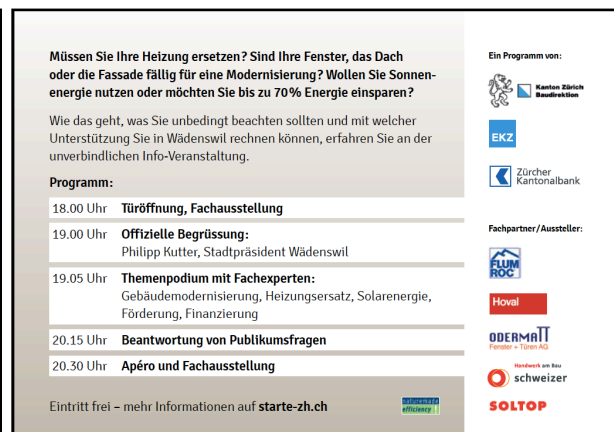 Müssen Sie Ihre Heizung ersetzen? Sind Ihre Fenster, das Dach
oder die Fassade fällig für eine Modernisierung? Wollen Sie Sonnen-
energie nutzen oder möchten Sie bis zu 70% Energie einsparen?
Wie das geht, was Sie unbedingt beachten sollten und mit welcher
Unterstützung Sie in Wädenswil rechnen können, erfahren Sie an der
unverbindlichen Info-Veranstaltung.
Programm:
18.00 Uhr Türöffnung, Fachausstellung
19.00 Uhr Offizielle Begrüssung:
Philipp Kutter, Stadtpräsident Wädenswil
19.05 Uhr Themenpodium mit Fachexperten:
Gebäudemodernisierung, Heizungsersatz, Solarenergie,
Förderung, Finanzierung
20.15 Uhr Beantwortung von Publikumsfragen
20.30 Uhr Apéro und Fachausstellung
Eintritt frei – mehr Informationen auf starte-zh.ch
naturemade
efficiency
Ein Programm von:
Kanton Zürich
Baudirektion
EKZ
Zürcher
Kantonalbank
Fachpartner/Aussteller:
FLUM
ROC
Hoval
ODERMATT
Fenster + Türen AG
Handwerk am Bau
schweizer
SOLTOP